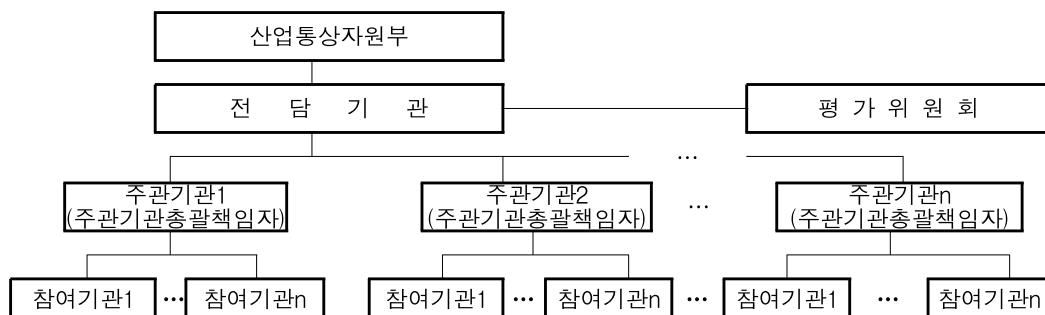 산업통상자원부
전 담 기 관
평 가 위 원 회
...
주관기관1
(주관기관총괄책임자)
주관기관2
(주관기관총괄책임자)
...
주관기관n
(주관기관총괄책임자)
참여기관1 ... 참여기관n
참여기관1 ... 참여기관n ... 참여기관1 ... 참여기관n